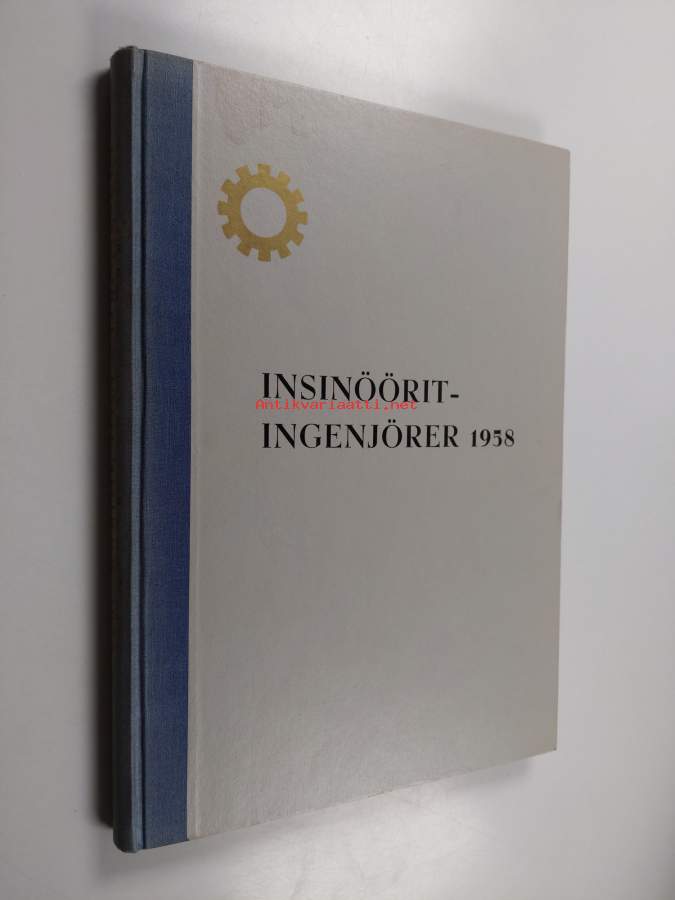 INSINÖÖRIT-
Antikvariaatti.net
INGENJÖRER 1958